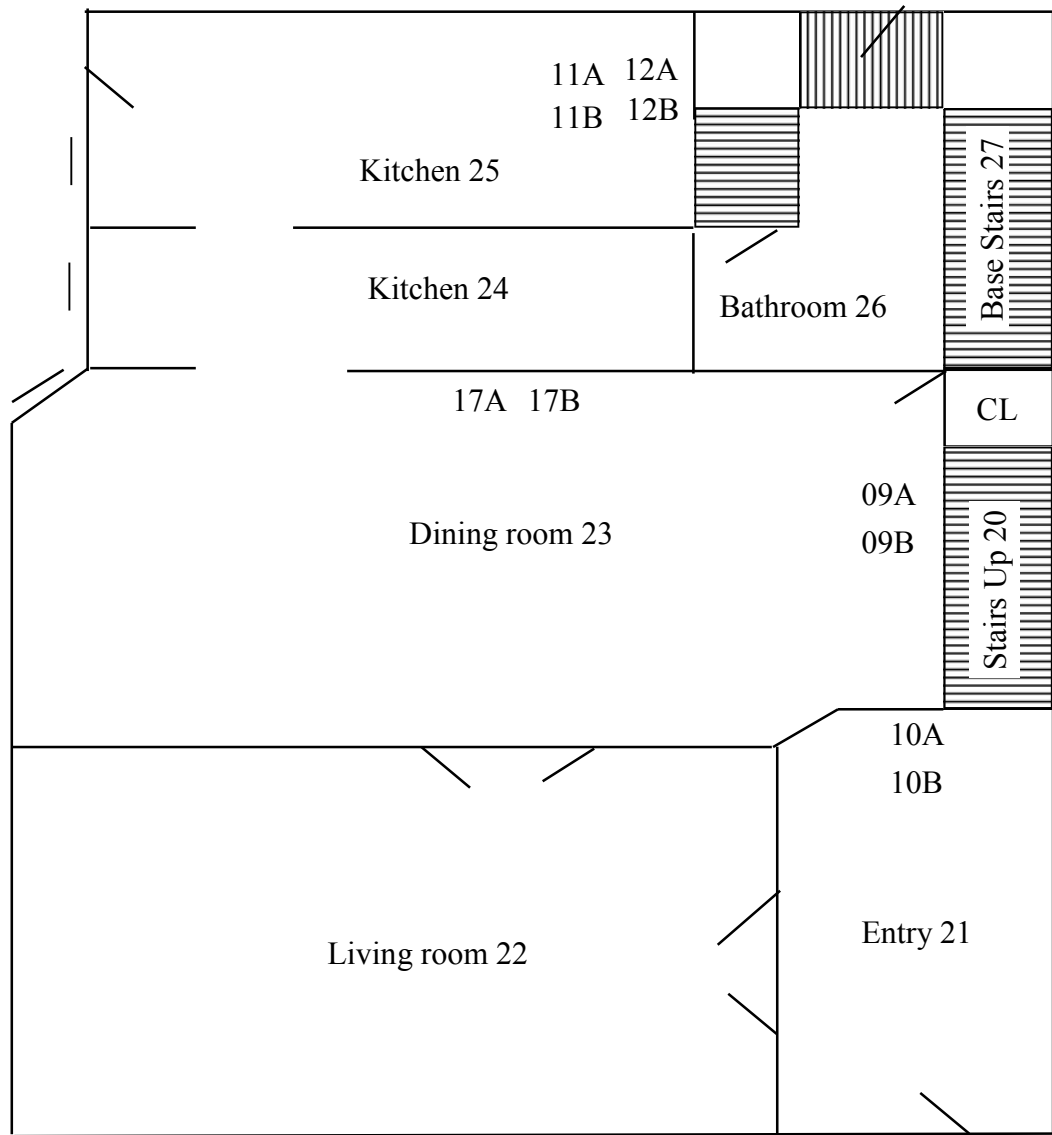 11A 12A
11B 12B
Kitchen 25
Base Stairs 27
Kitchen 24
Bathroom 26
17A 17B
CL
09A
Dining room 23
09B
Stairs Up 20
10A
10B
Entry 21
Living room 22